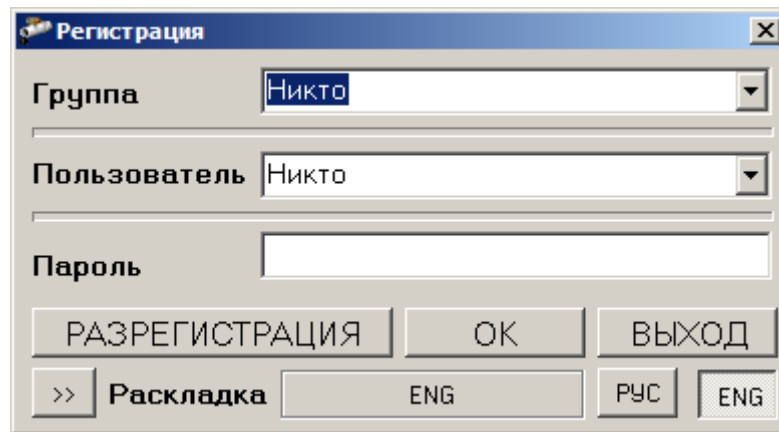 Регистрация
Группа Никто
Пользователь Никто
Пароль
РАЗРЕГИСТРАЦИЯ OK ВЫХОД
>> Раскладка ENG РУС ENG